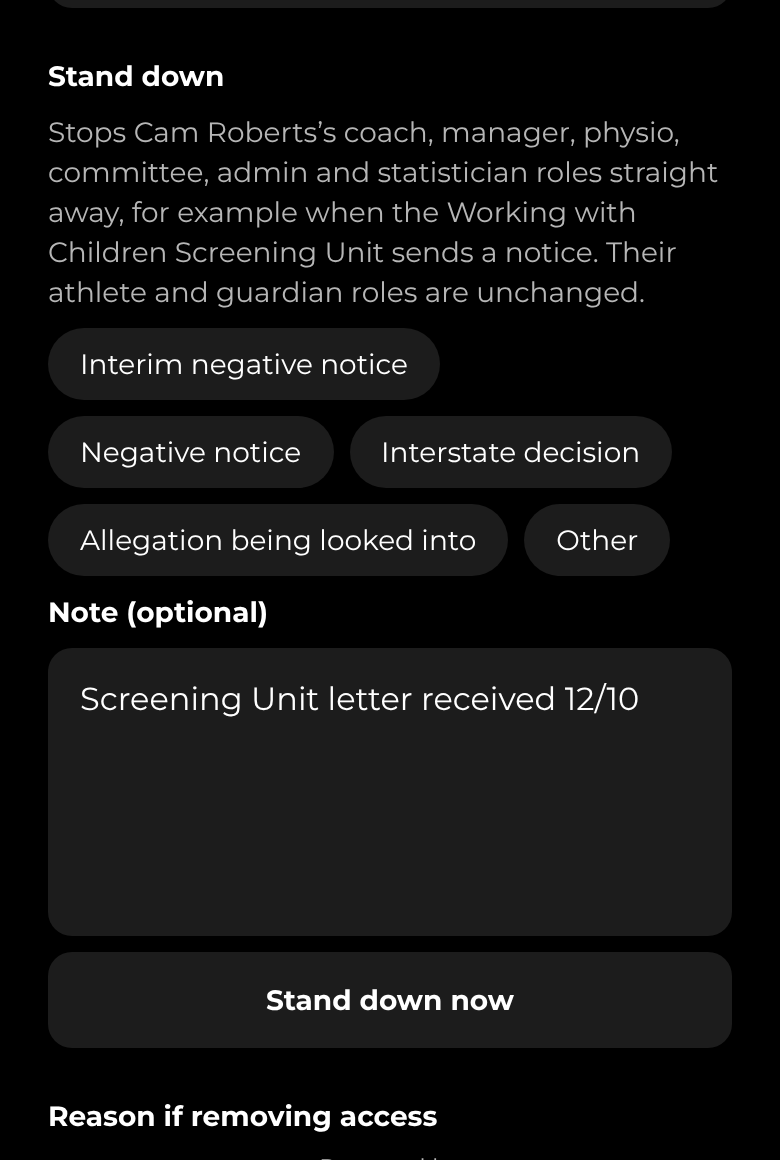 Stand down
Stops Cam Roberts’s coach, manager, physio,
committee, admin and statistician roles straight
away, for example when the Working with
Children Screening Unit sends a notice. Their
athlete and guardian roles are unchanged.
Interim negative notice
Negative notice
Interstate decision
Allegation being looked into
Other
Note (optional)
Screening Unit letter received 12/10
Stand down now
Reason if removing access